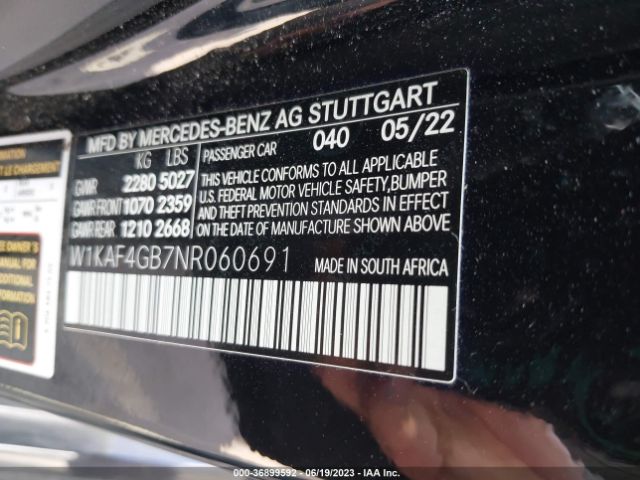 MFD BY MERCEDES-BENZ AG STUTTGART
KG LBS
GVWR 2280 5027
GAWR FRONT 1070 2359
GAWR REAR 1210 2668
PASSENGER CAR 040 05/22
THIS VEHICLE CONFORMS TO ALL APPLICABLE
U.S. FEDERAL MOTOR VEHICLE SAFETY, BUMPER
AND THEFT PREVENTION STANDARDS IN EFFECT
ON THE DATE OF MANUFACTURE SHOWN ABOVE.
W1KAF4GB7NR060691 MADE IN SOUTH AFRICA
OWNER'S
MANUAL
000-36899592 - 06/19/2023 - IAA Inc.